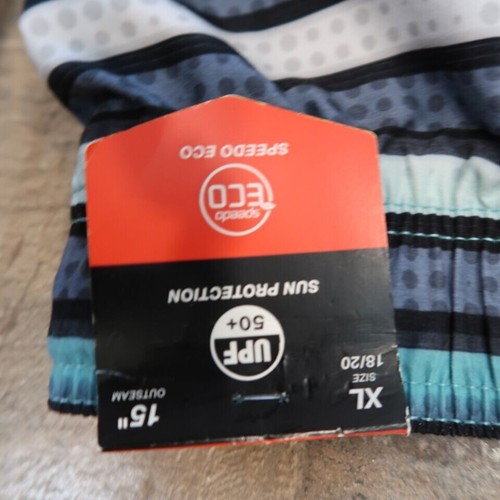 XL
SIZE
18/20
15"
OUTSEAM
UPF
50+
SUN PROTECTION
speedo
ECO
SPEEDO ECO